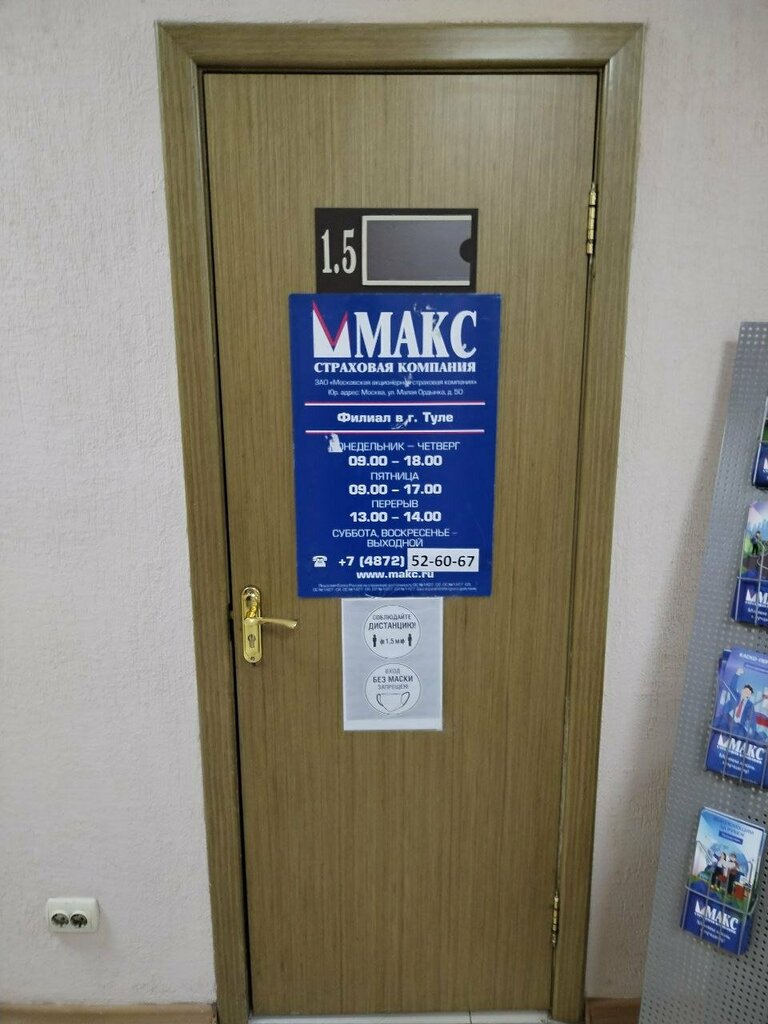 1.5
МАКС
СТРАХОВАЯ КОМПАНИЯ
ЗАО «Московская акционерная страховая компания»
Юр. адрес: Москва, ул. Малая Ордынка, д. 50
Филиал в г. Туле
ПОНЕДЕЛЬНИК – ЧЕТВЕРГ
09.00 – 18.00
ПЯТНИЦА
09.00 – 17.00
ПЕРЕРЫВ
13.00 – 14.00
СУББОТА, ВОСКРЕСЕНЬЕ –
ВЫХОДНОЙ
+7 (4872) 52-60-67
www.makc.ru
СОБЛЮДАЙТЕ
ДИСТАНЦИЮ!
1,5 м
ВХОД
БЕЗ МАСКИ
ЗАПРЕЩЕН!
МАКС
МАКС